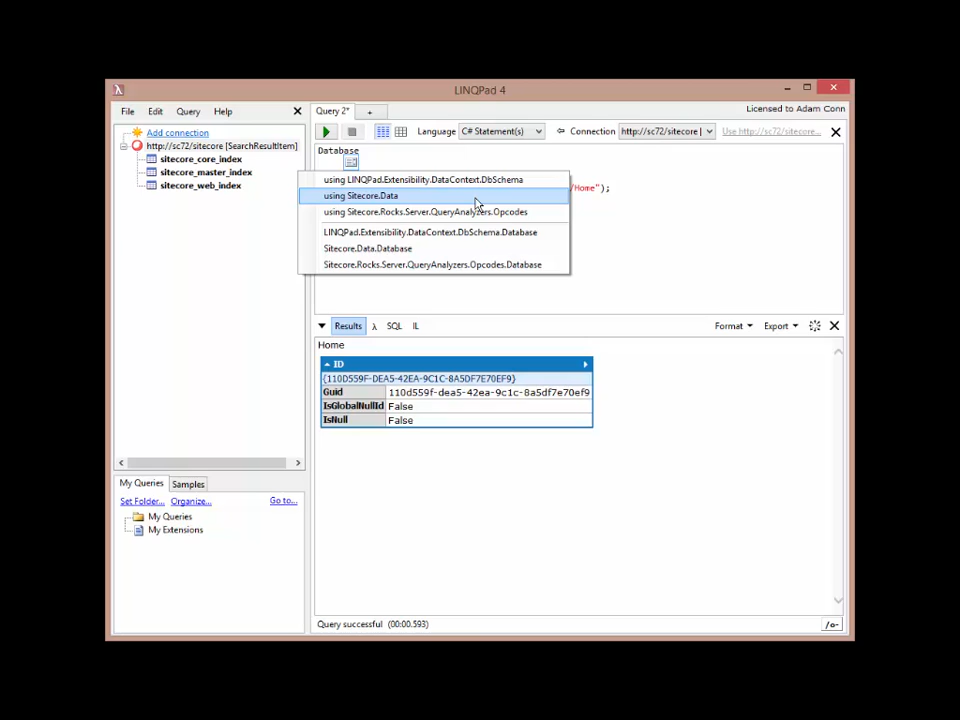 LINQPad 4
File Edit Query Help
Query 2*
+
Licensed to Adam Conn
Add connection
http://sc72/sitecore [SearchResultItem]
sitecore_core_index
sitecore_master_index
sitecore_web_index
Language C# Statement(s) Connection http://sc72/sitecore | Use http://sc72/sitecore...
Database
/Home");
using LINQPad.Extensibility.DataContext.DbSchema
using Sitecore.Data
using Sitecore.Rocks.Server.QueryAnalyzers.Opcodes
LINQPad.Extensibility.DataContext.DbSchema.Database
Sitecore.Data.Database
Sitecore.Rocks.Server.QueryAnalyzers.Opcodes.Database
Results λ SQL IL Format Export
Home
ID
{110D559F-DEA5-42EA-9C1C-8A5DF7E70EF9}
Guid 110d559f-dea5-42ea-9c1c-8a5df7e70ef9
IsGlobalNullId False
IsNull False
My Queries Samples
Set Folder... Organize... Go to...
My Queries
My Extensions
Query successful (00:00.593)
/o-